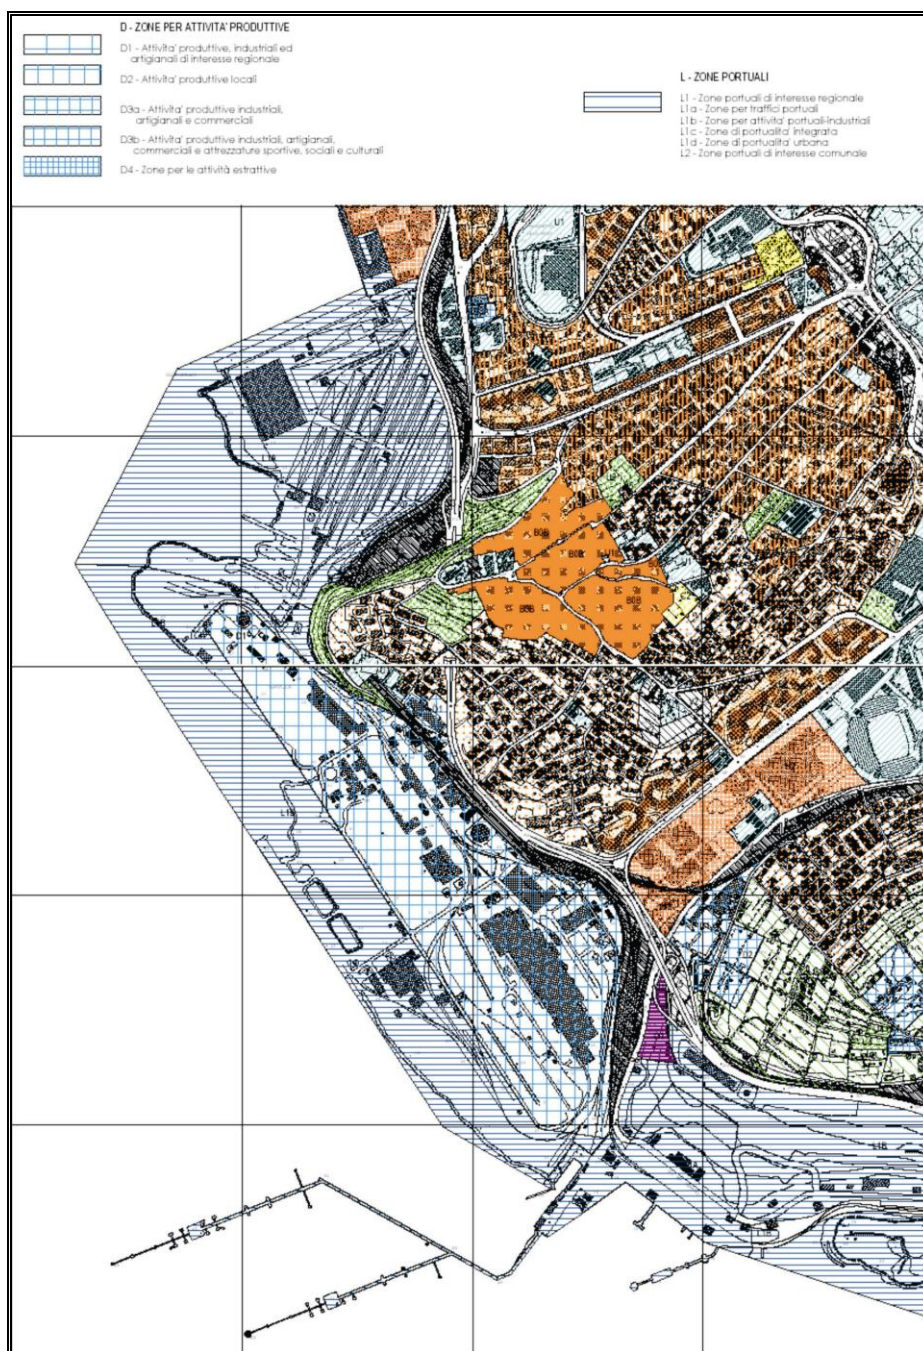 D - ZONE PER ATTIVITA' PRODUTTIVE
D1 - Attivita' produttive, industriali ed
artigianali di interesse regionale
D2 - Attivita' produttive locali
D3a - Attivita' produttive industriali,
artigianali e commerciali
D3b - Attivita' produttive industriali, artigianali,
commerciali e attrezzature sportive, sociali e culturali
D4 - Zone per le attività estrattive
L - ZONE PORTUALI
L1 - Zone portuali di interesse regionale
L1a - Zone per traffici portuali
L1b - Zone per attivita' portuali-industriali
L1c - Zone di portualita' integrata
L1d - Zone di portualita' urbana
L2 - Zone portuali di interesse comunale
U1
D1
L1B